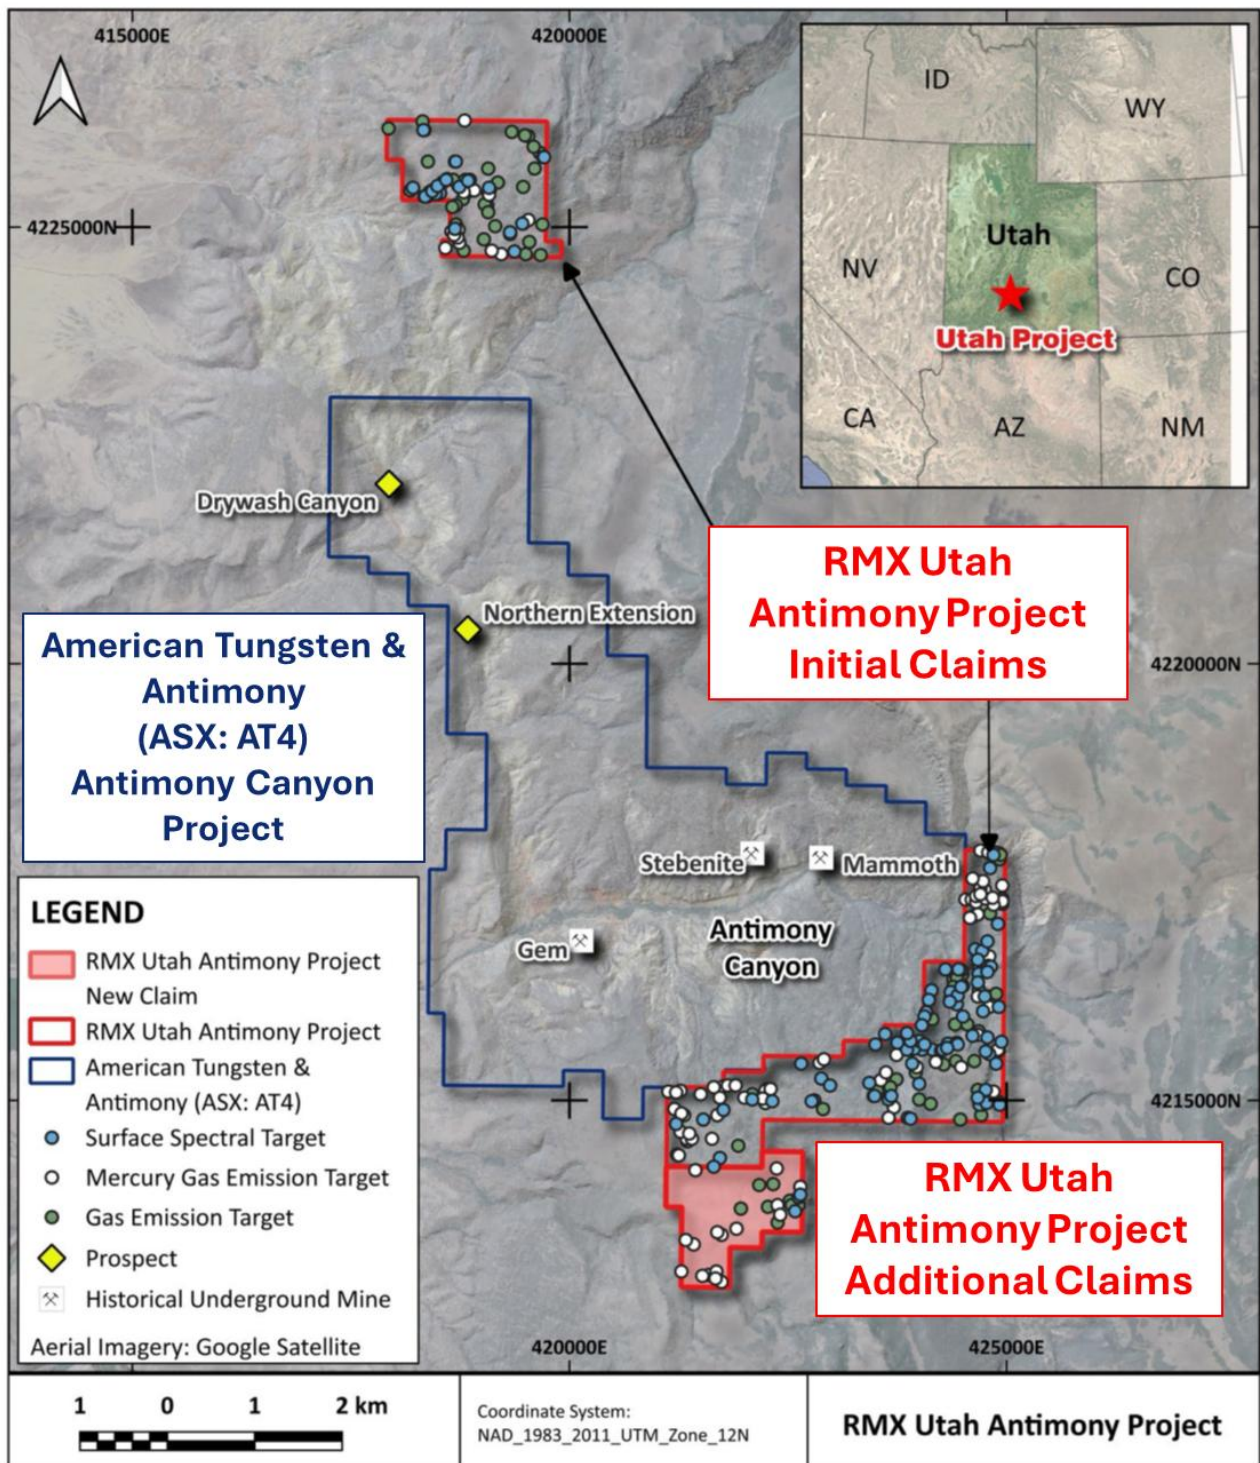 415000E
420000E
ID
WY
4225000N
Utah
NV
CO
Utah Project
CA
AZ
NM
Drywash Canyon
RMX Utah
Antimony Project
Initial Claims
Northern Extension
American Tungsten &
Antimony
(ASX: AT4)
Antimony Canyon
Project
4220000N
Stebenite
Mammoth
Antimony
Canyon
Gem
LEGEND
RMX Utah Antimony Project
New Claim
RMX Utah Antimony Project
American Tungsten &
Antimony (ASX: AT4)
Surface Spectral Target
Mercury Gas Emission Target
Gas Emission Target
Prospect
Historical Underground Mine
Aerial Imagery: Google Satellite
4215000N
RMX Utah
Antimony Project
Additional Claims
420000E
425000E
1 0 1 2 km
Coordinate System:
NAD_1983_2011_UTM_Zone_12N
RMX Utah Antimony Project